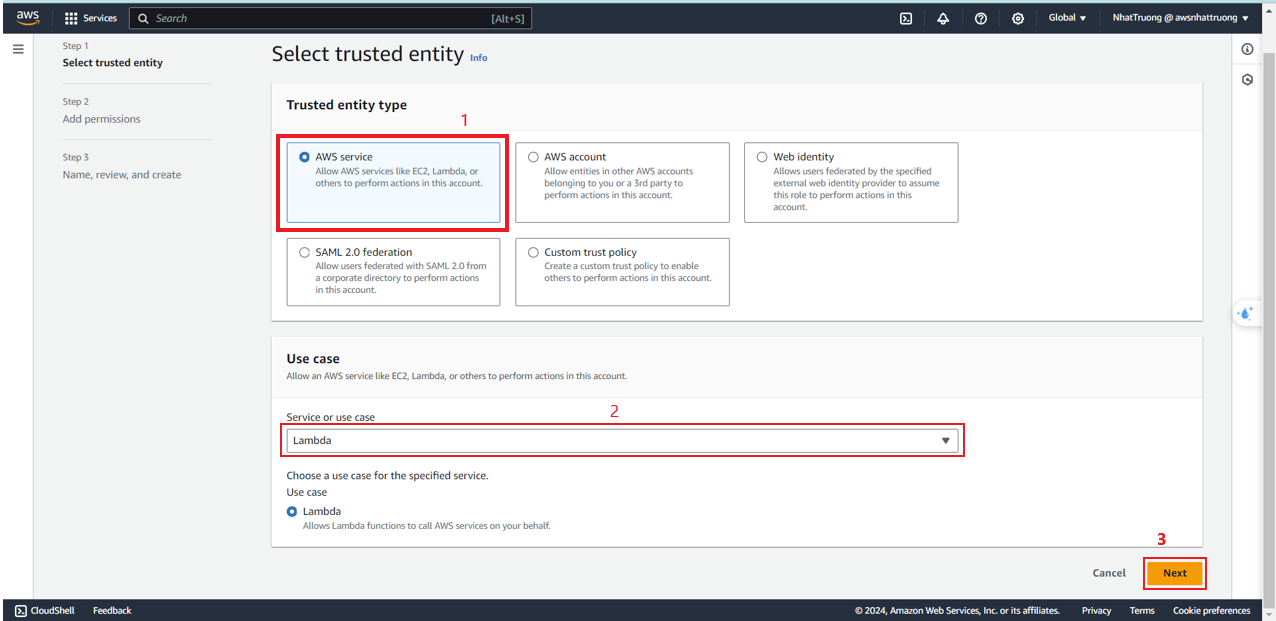 aws
Services
Search
[Alt+S]
Global
NhatTruong @ awsnhattruong
Step 1
Select trusted entity
Step 2
Add permissions
Step 3
Name, review, and create
Select trusted entity Info
Trusted entity type
1
AWS service
Allow AWS services like EC2, Lambda, or
others to perform actions in this account.
AWS account
Allow entities in other AWS accounts
belonging to you or a 3rd party to
perform actions in this account.
Web identity
Allows users federated by the specified
external web identity provider to assume
this role to perform actions in this
account.
SAML 2.0 federation
Allow users federated with SAML 2.0 from
a corporate directory to perform actions
in this account.
Custom trust policy
Create a custom trust policy to enable
others to perform actions in this account.
Use case
Allow an AWS service like EC2, Lambda, or others to perform actions in this account.
Service or use case
2
Lambda
Choose a use case for the specified service.
Use case
Lambda
Allows Lambda functions to call AWS services on your behalf.
3
Cancel
Next
CloudShell
Feedback
© 2024, Amazon Web Services, Inc. or its affiliates.
Privacy
Terms
Cookie preferences